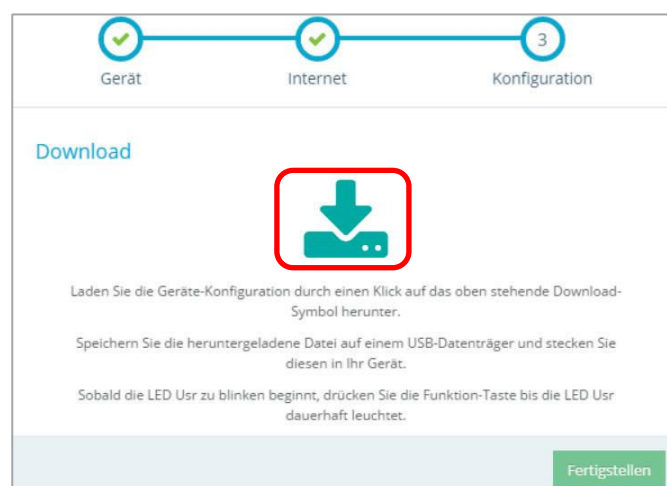 3
Gerät Internet Konfiguration
Download
Laden Sie die Geräte-Konfiguration durch einen Klick auf das oben stehende Download-
Symbol herunter.
Speichern Sie die heruntergeladene Datei auf einem USB-Datenträger und stecken Sie
diesen in Ihr Gerät.
Sobald die LED Usr zu blinken beginnt, drücken Sie die Funktion-Taste bis die LED Usr
dauerhaft leuchtet.
Fertigstellen